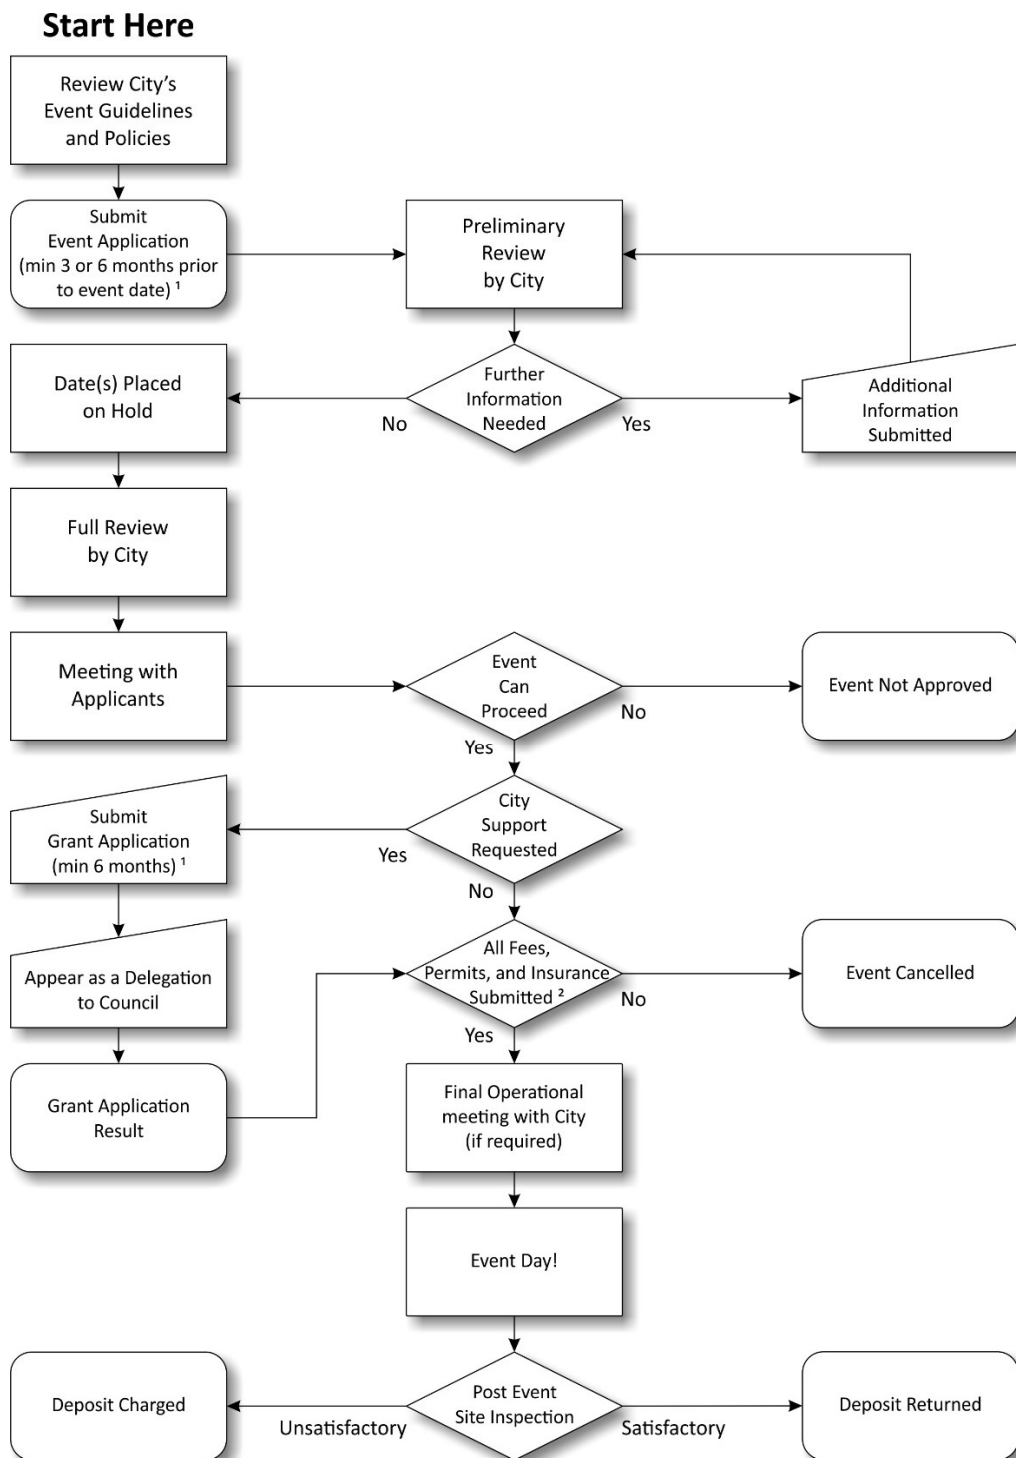 Start Here
Review City's
Event Guidelines
and Policies
Submit
Event Application
(min 3 or 6 months prior
to event date) ¹
Preliminary
Review
by City
Date(s) Placed
on Hold
Further
Information
Needed
No
Yes
Additional
Information
Submitted
Full Review
by City
Meeting with
Applicants
Event
Can
Proceed
No
Yes
Event Not Approved
Submit
Grant Application
(min 6 months) ¹
City
Support
Requested
Yes
No
Appear as a Delegation
to Council
All Fees,
Permits, and Insurance
Submitted ²
No
Yes
Event Cancelled
Grant Application
Result
Final Operational
meeting with City
(if required)
Event Day!
Deposit Charged
Unsatisfactory
Post Event
Site Inspection
Satisfactory
Deposit Returned